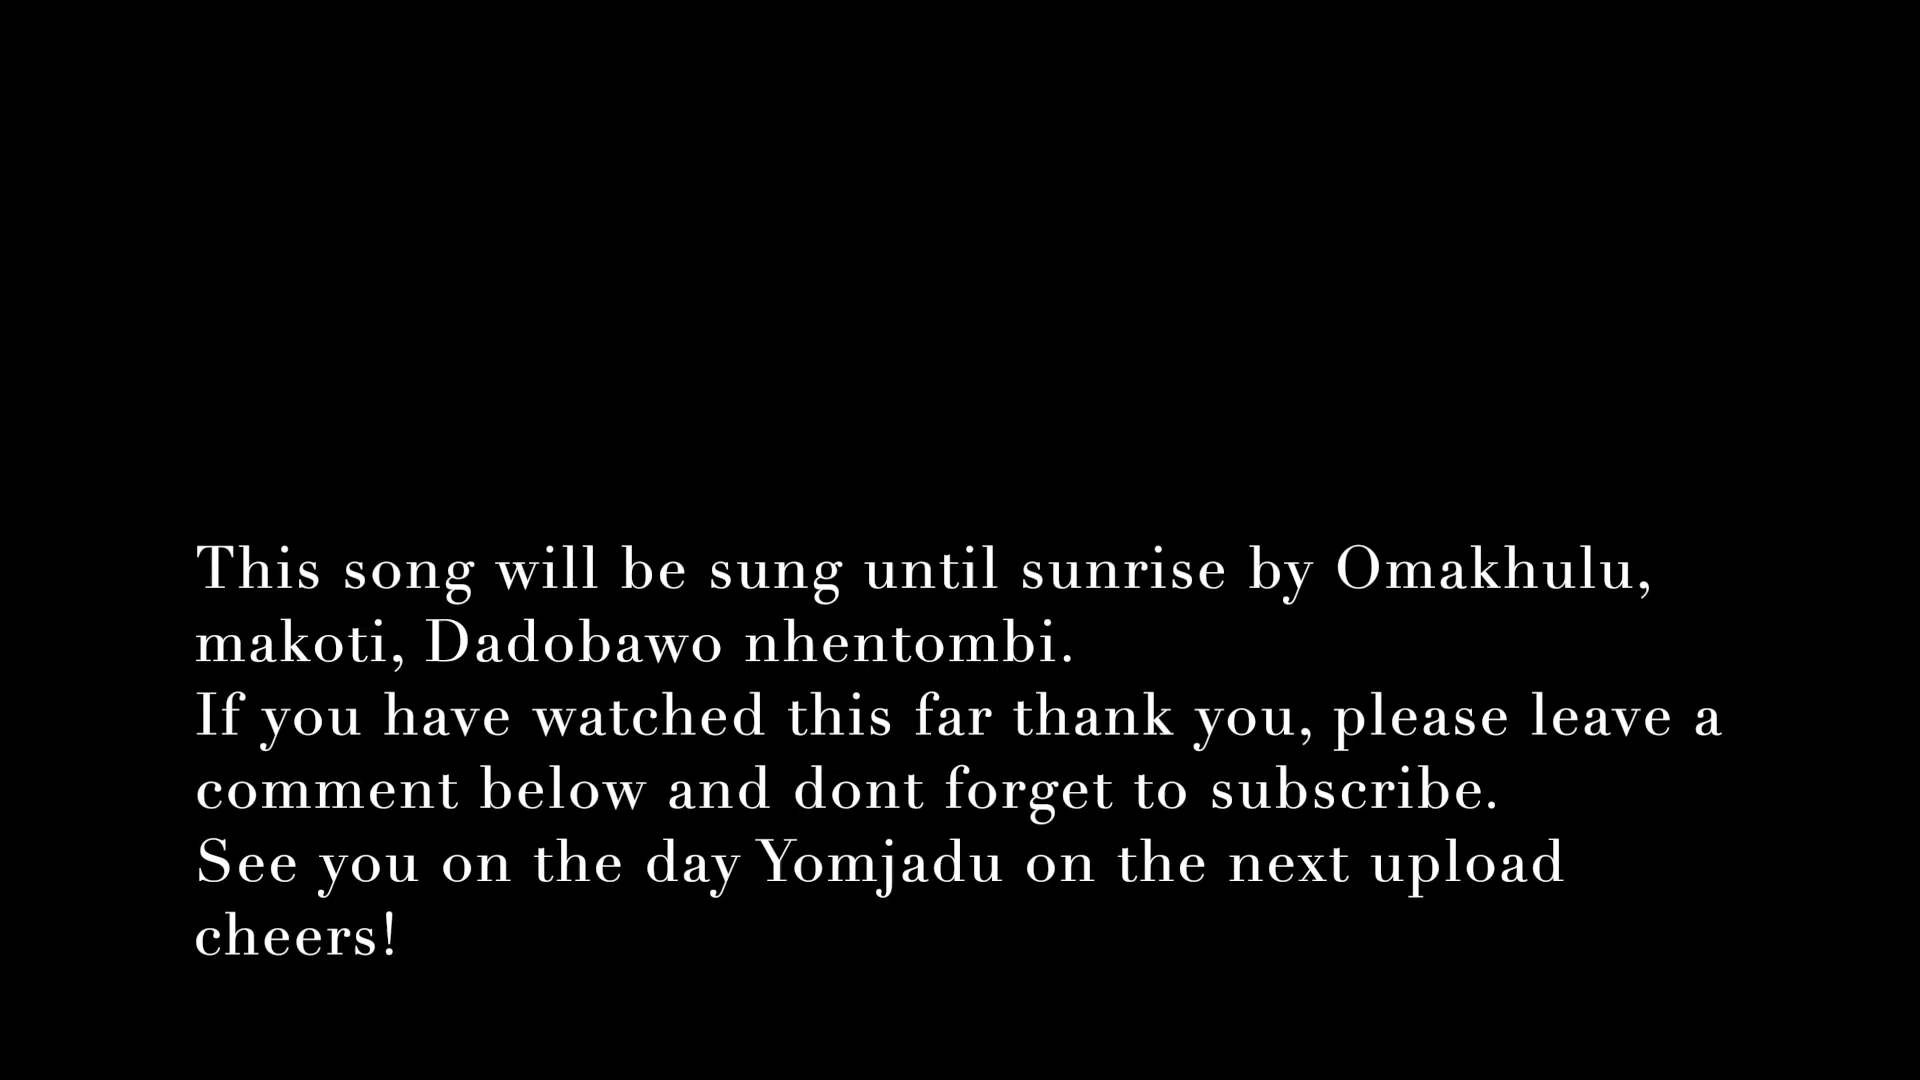 This song will be sung until sunrise by Omakhulu,
makoti, Dadobawo nhentombi.
If you have watched this far thank you, please leave a
comment below and dont forget to subscribe.
See you on the day Yomjadu on the next upload
cheers!